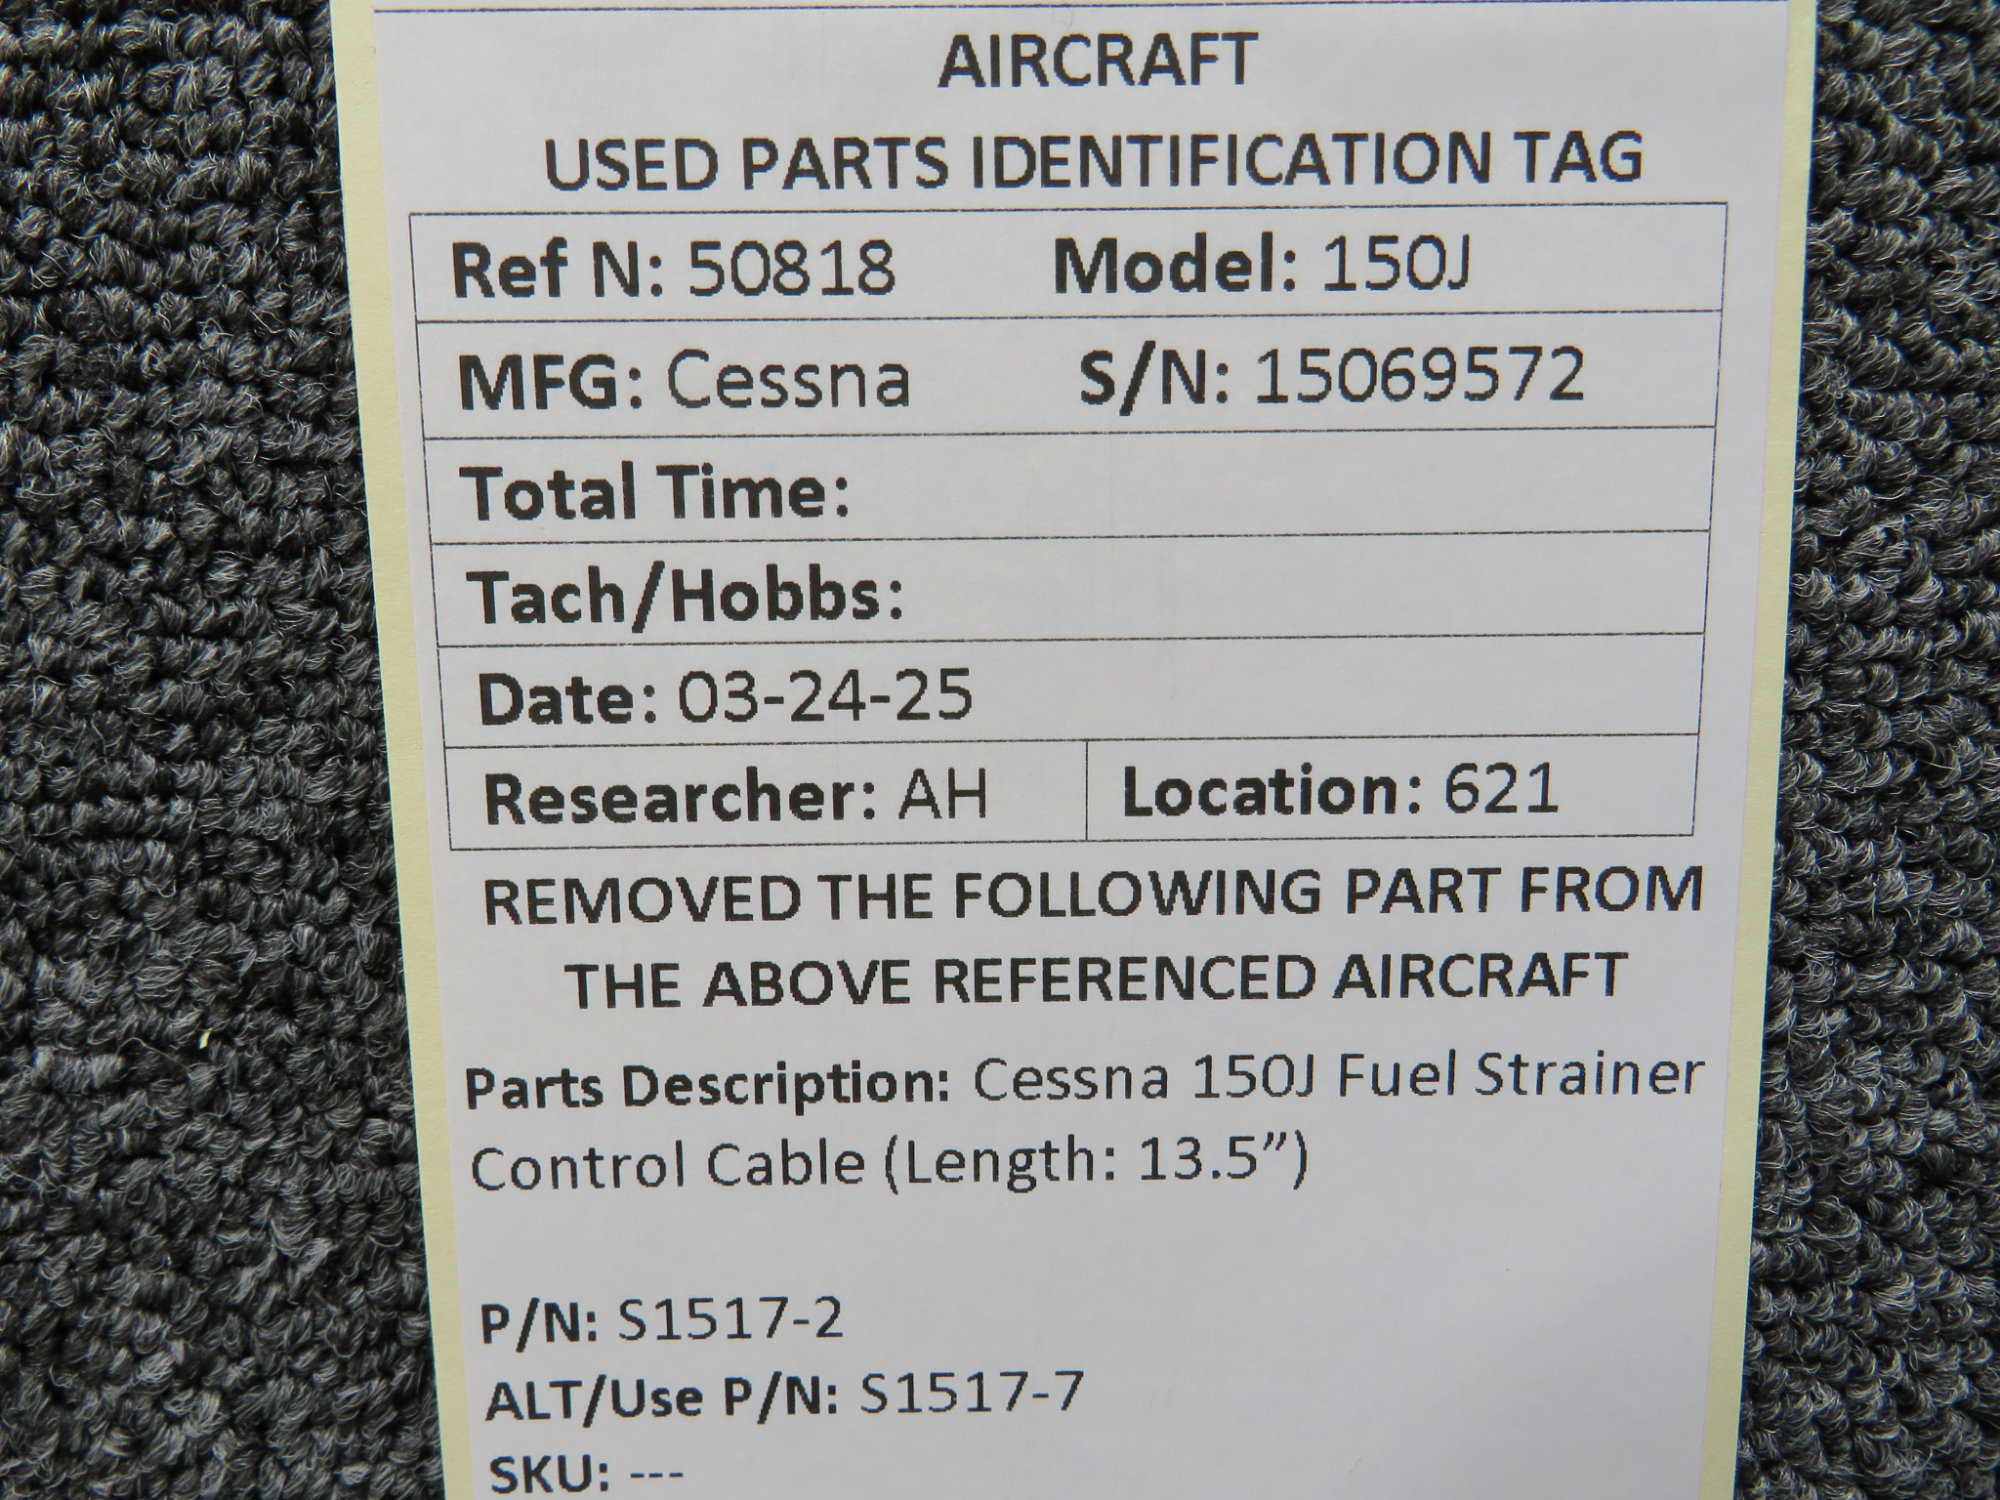 AIRCRAFT
USED PARTS IDENTIFICATION TAG
Ref N: 50818 Model: 150J
MFG: Cessna S/N: 15069572
Total Time:
Tach/Hobbs:
Date: 03-24-25
Researcher: AH Location: 621
REMOVED THE FOLLOWING PART FROM
THE ABOVE REFERENCED AIRCRAFT
Parts Description: Cessna 150J Fuel Strainer
Control Cable (Length: 13.5”)
P/N: S1517-2
ALT/Use P/N: S1517-7
SKU: ---